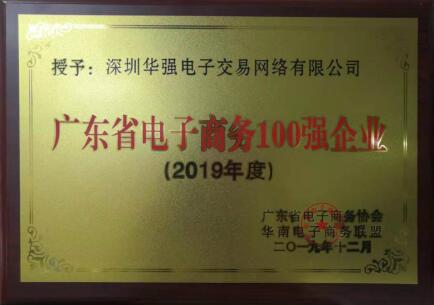 授予：深圳华强电子交易网络有限公司
广东省电子商务100强企业
(2019年度)
广东省电子商务协会
华南电子商务联盟
二〇一九年十二月